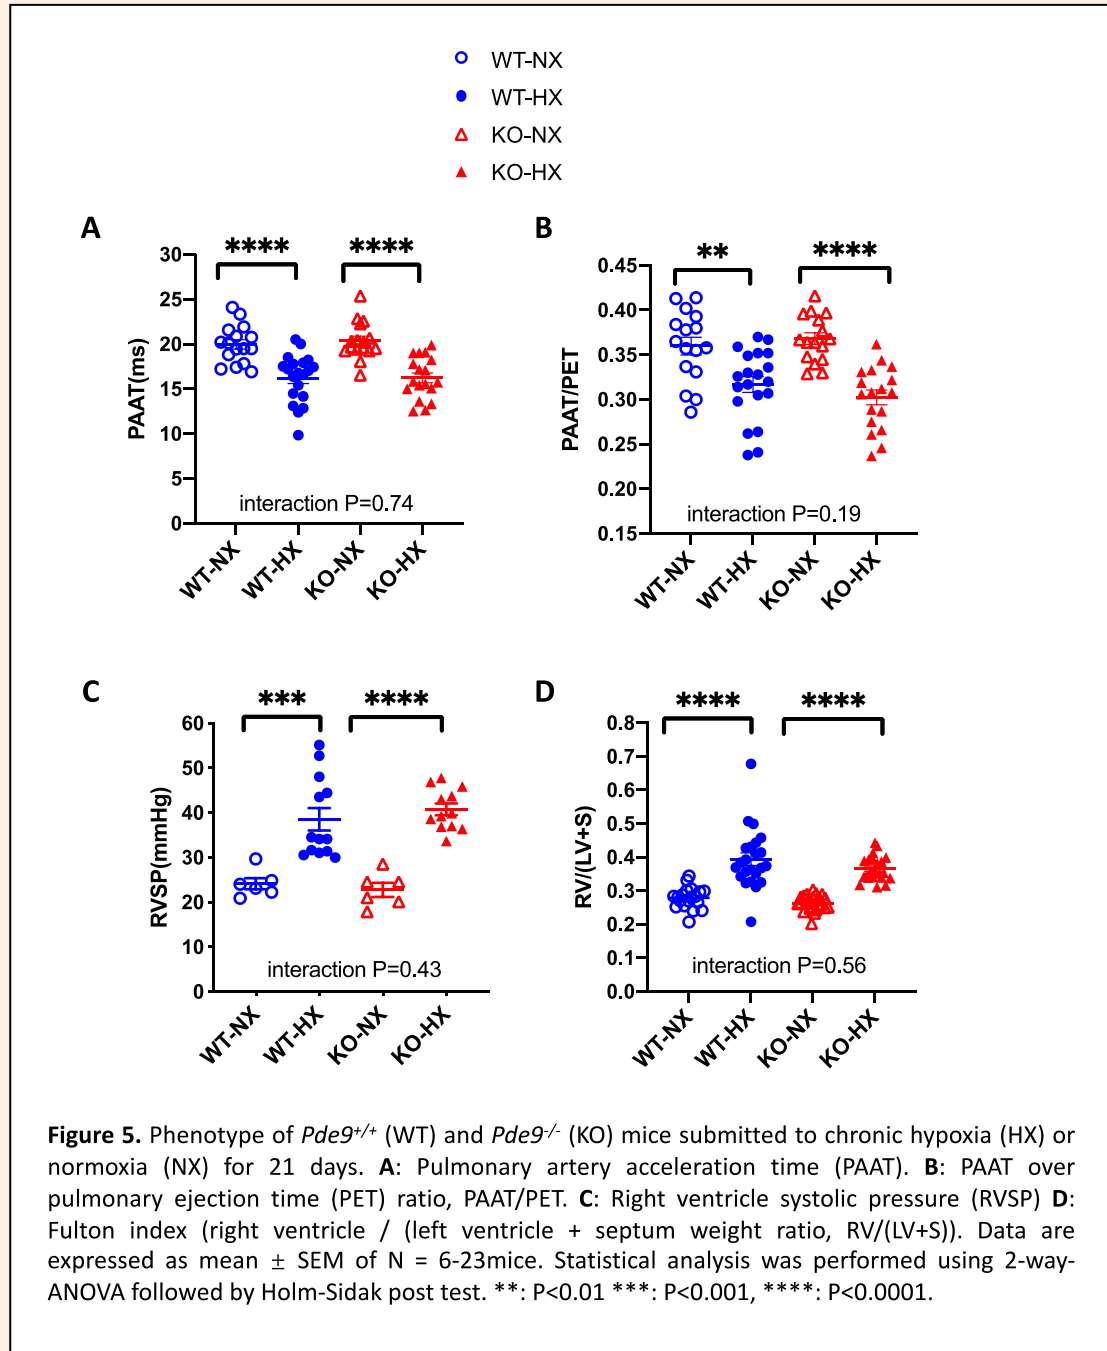 WT-NX
WT-HX
KO-NX
KO-HX
A
****
****
PAAT(ms)
30
25
20
15
10
5
0
interaction P=0.74
WT-NX
WT-HX
KO-NX
KO-HX
B
**
****
PAAT/PET
0.45
0.40
0.35
0.30
0.25
0.20
0.15
interaction P=0.19
WT-NX
WT-HX
KO-NX
KO-HX
C
***
****
RVSP(mmHg)
60
50
40
30
20
10
0
interaction P=0.43
WT-NX
WT-HX
KO-NX
KO-HX
D
****
****
RV/(LV+S)
0.8
0.7
0.6
0.5
0.4
0.3
0.2
0.1
0.0
interaction P=0.56
WT-NX
WT-HX
KO-NX
KO-HX
Figure 5. Phenotype of Pde9+/+ (WT) and Pde9-/- (KO) mice submitted to chronic hypoxia (HX) or
normoxia (NX) for 21 days. A: Pulmonary artery acceleration time (PAAT). B: PAAT over
pulmonary ejection time (PET) ratio, PAAT/PET. C: Right ventricle systolic pressure (RVSP) D:
Fulton index (right ventricle / (left ventricle + septum weight ratio, RV/(LV+S)). Data are
expressed as mean ± SEM of N = 6-23mice. Statistical analysis was performed using 2-way-
ANOVA followed by Holm-Sidak post test. **: P<0.01 ***: P<0.001, ****: P<0.0001.